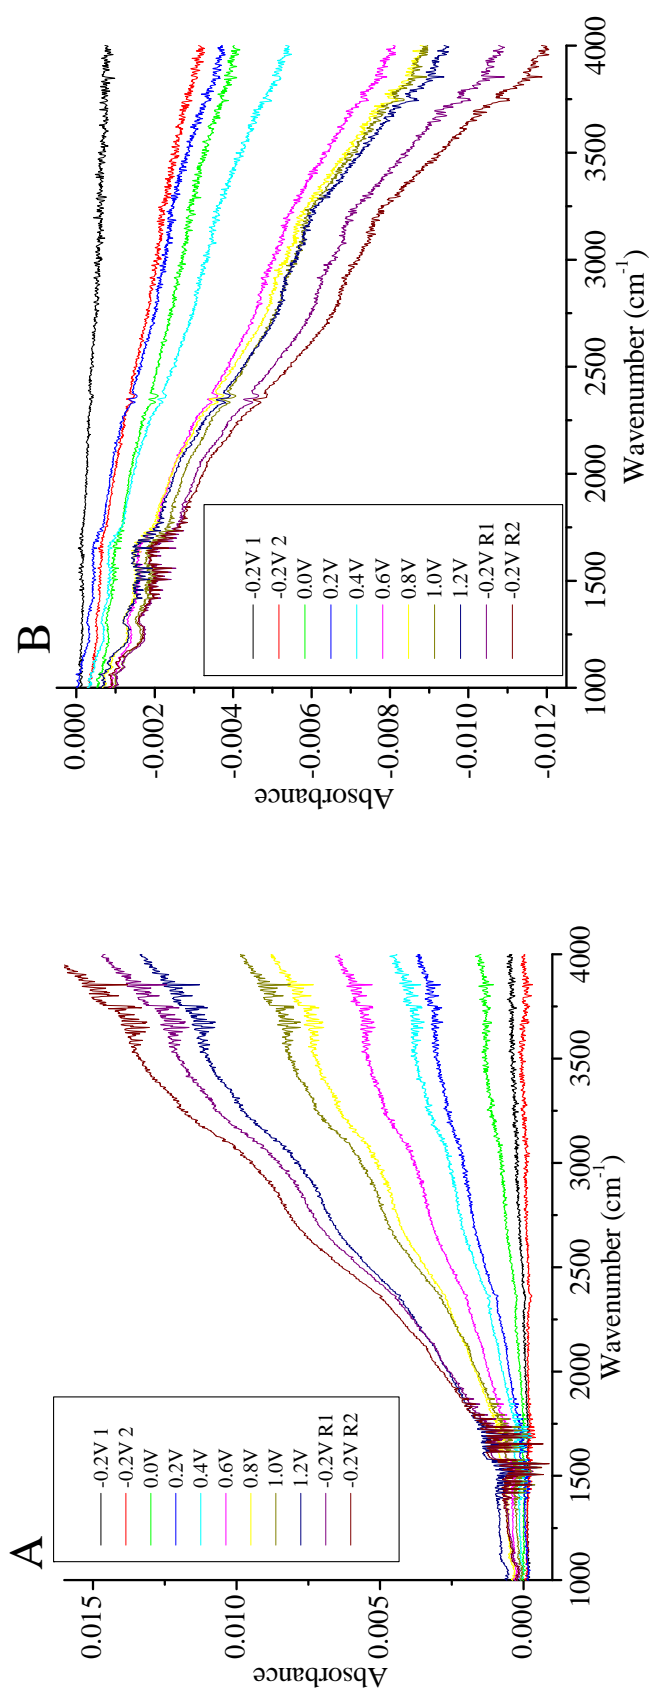 A
0.015
0.010
0.005
0.000
Absorbance
-0.2V 1
-0.2V 2
0.0V
0.2V
0.4V
0.6V
0.8V
1.0V
1.2V
-0.2V R1
-0.2V R2
1000 1500 2000 2500 3000 3500 4000
Wavenumber (cm⁻¹)
B
0.000
-0.002
-0.004
-0.006
-0.008
-0.010
-0.012
Absorbance
-0.2V 1
-0.2V 2
0.0V
0.2V
0.4V
0.6V
0.8V
1.0V
1.2V
-0.2V R1
-0.2V R2
1000 1500 2000 2500 3000 3500 4000
Wavenumber (cm⁻¹)